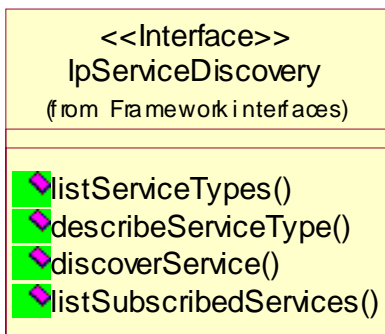 <<Interface>>
IpServiceDiscovery
(from Framework interfaces)
listServiceTypes()
describeServiceType()
discoverService()
listSubscribedServices()